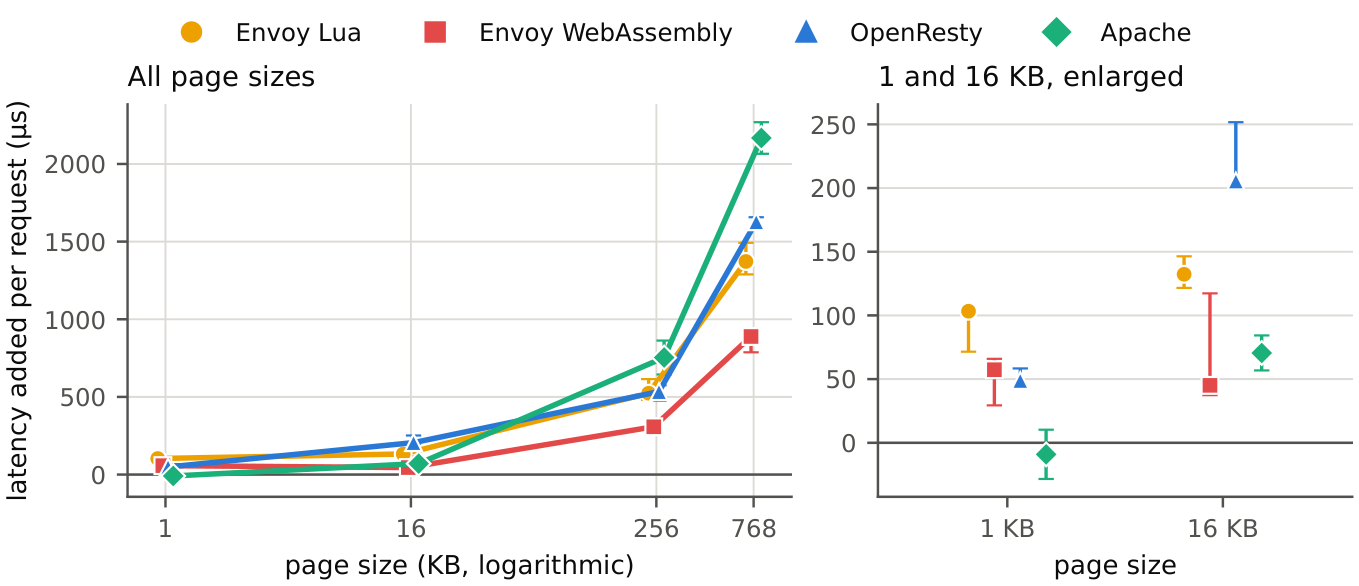 Envoy Lua Envoy WebAssembly OpenResty Apache
All page sizes
latency added per request (µs)
2000
1500
1000
500
0
1 16 256 768
page size (KB, logarithmic)
1 and 16 KB, enlarged
250
200
150
100
50
0
1 KB 16 KB
page size